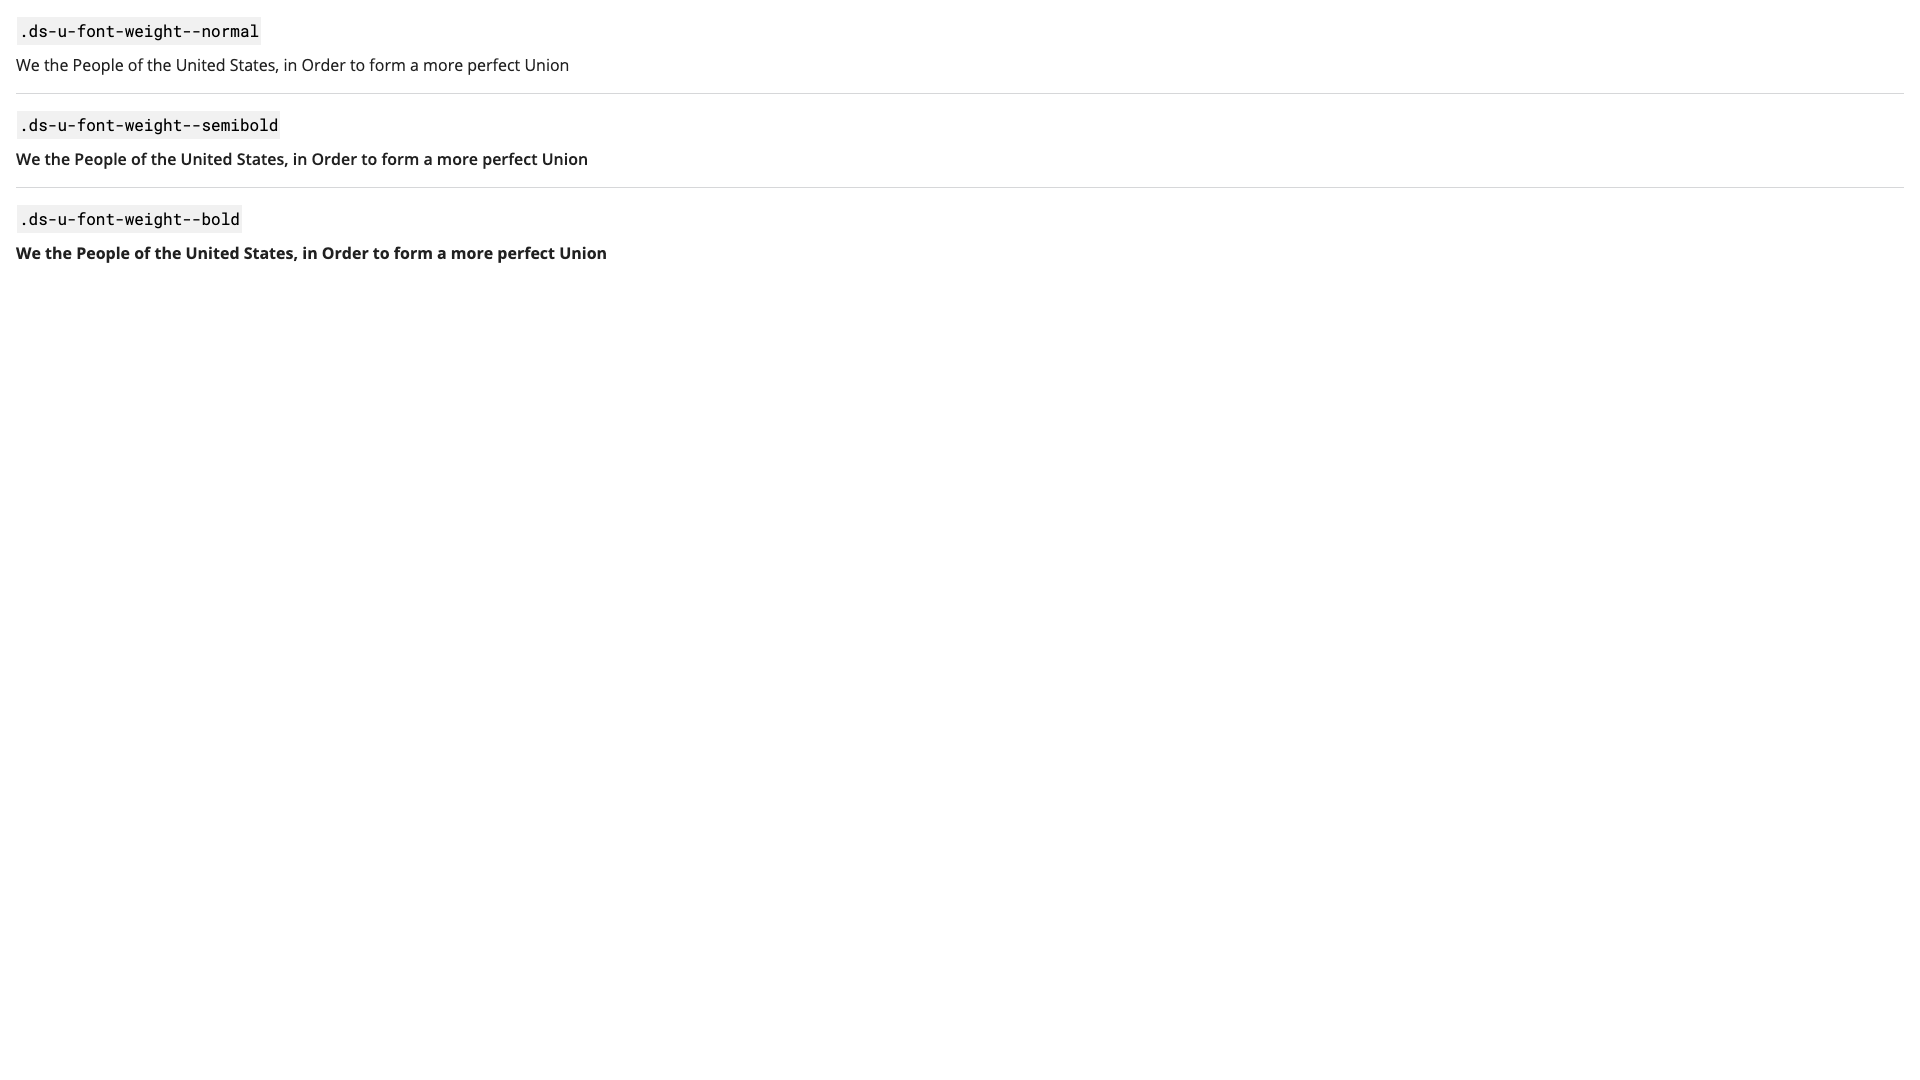 .ds-u-font-weight--normal
We the People of the United States, in Order to form a more perfect Union
.ds-u-font-weight--semibold
We the People of the United States, in Order to form a more perfect Union
.ds-u-font-weight--bold
We the People of the United States, in Order to form a more perfect Union